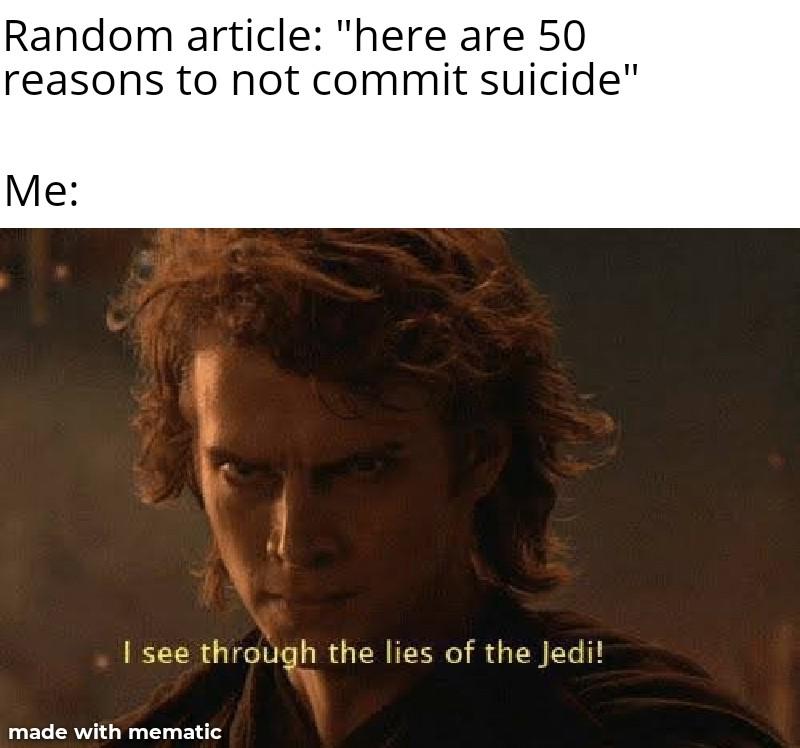 Random article: "here are 50
reasons to not commit suicide"
Me:
I see through the lies of the Jedi!
made with mematic